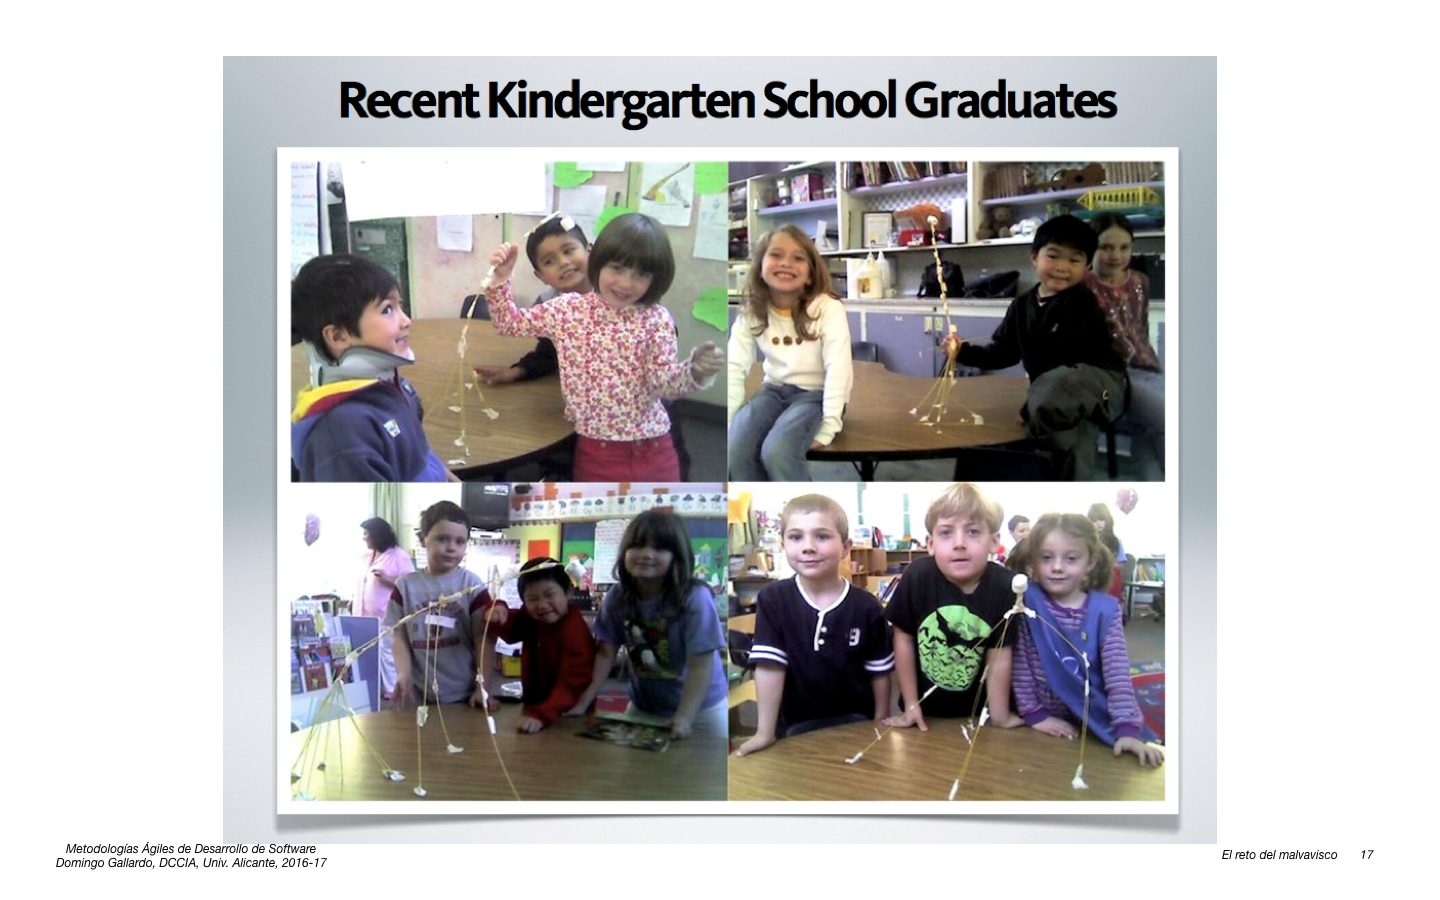 Recent Kindergarten School Graduates
Metodologías Ágiles de Desarrollo de Software
Domingo Gallardo, DCCIA, Univ. Alicante, 2016-17
El reto del malvavisco 17